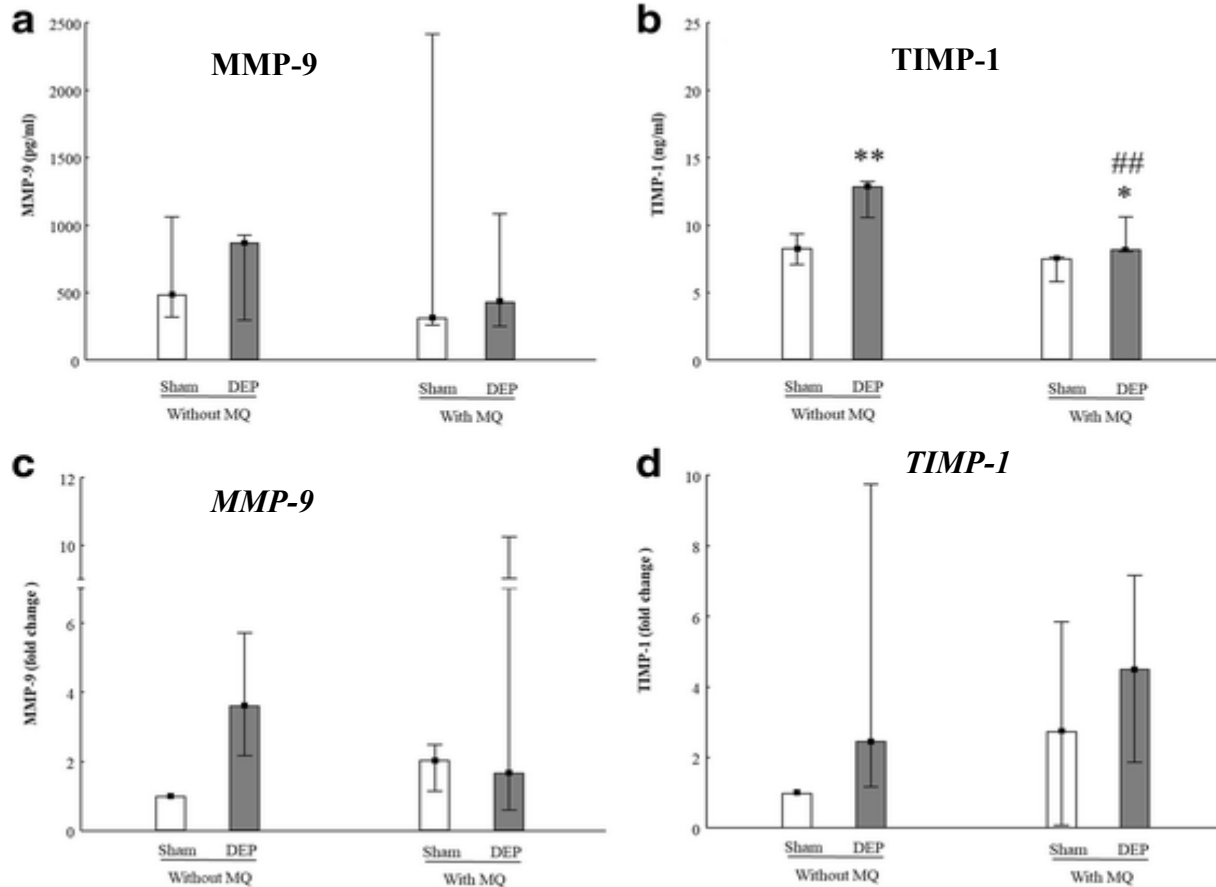 a
MMP-9
MMP-9 (pg/ml)
2500
2000
1500
1000
500
0
Sham DEP Sham DEP
Without MQ With MQ
b
TIMP-1
TIMP-1 (ng/ml)
25
20
15
10
5
0
**
##
*
Sham DEP Sham DEP
Without MQ With MQ
c
MMP-9
MMP-9 (fold change )
12
10
6
4
2
0
Sham DEP Sham DEP
Without MQ With MQ
d
TIMP-1
TIMP-1 (fold change )
10
8
6
4
2
0
Sham DEP Sham DEP
Without MQ With MQ